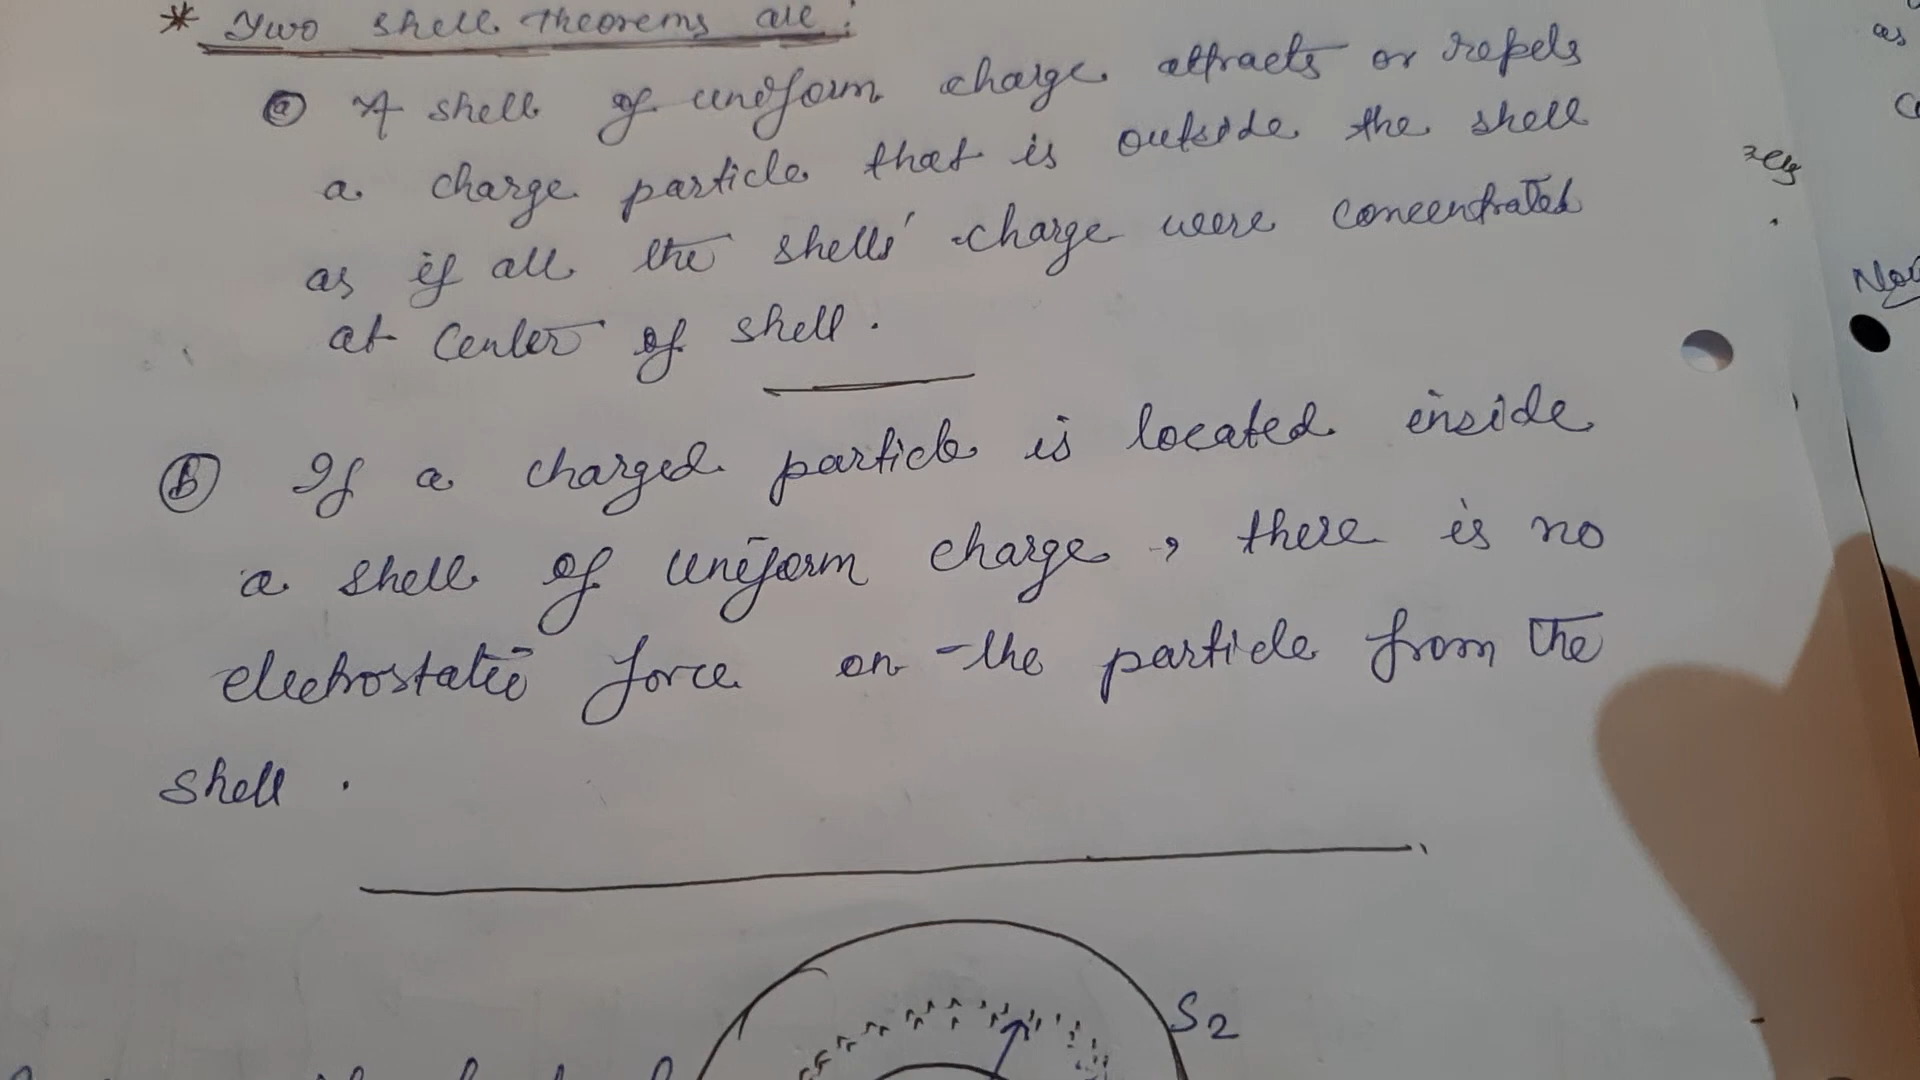 * Two shell theorems are:
(a) A shell of uniform charge attracts or repels
a charge particle that is outside the shell
as if all the shells' charge were concentrated
at center of shell.
(b) If a charged particle is located inside
a shell of uniform charge, there is no
electrostatic force on the particle from the
shell.
S2
as